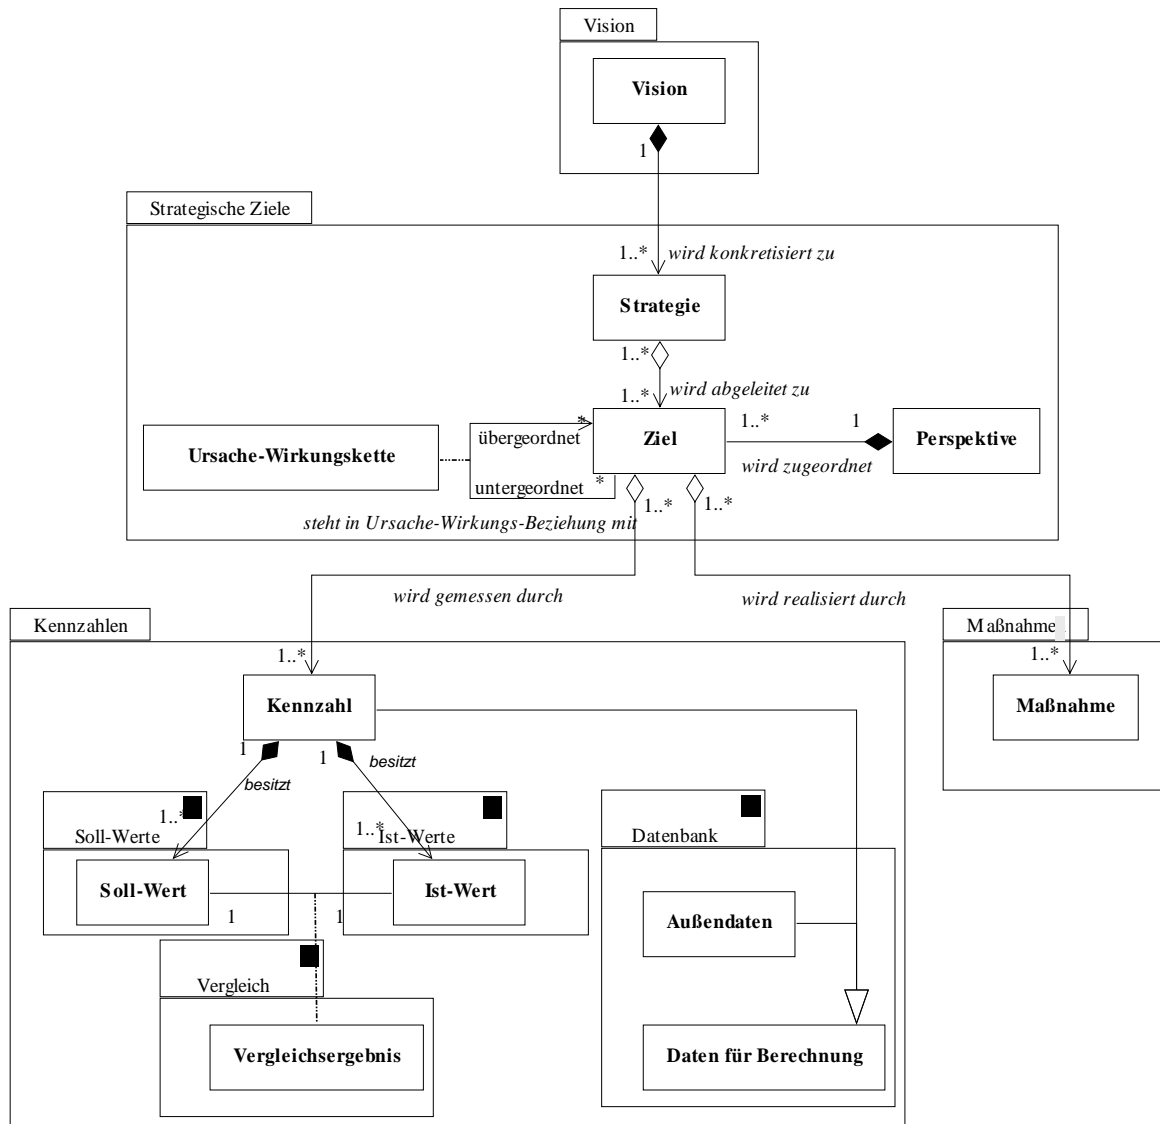 Vision
Vision
1
Strategische Ziele
1..* wird konkretisiert zu
Strategie
1..*
1..* wird abgeleitet zu
Ursache-Wirkungskette
übergeordnet
*
Ziel
1..*
1
wird zugeordnet
Perspektive
untergeordnet
*
1..*
1..*
steht in Ursache-Wirkungs-Beziehung mit
wird gemessen durch
wird realisiert durch
Kennzahlen
Maßnahme
1..*
1..*
Kennzahl
Maßnahme
1
1
besitzt
besitzt
1..*
1..*
Soll-Werte
Ist-Werte
Datenbank
Soll-Wert
Ist-Wert
1
1
Außendaten
Vergleich
Vergleichsergebnis
Daten für Berechnung